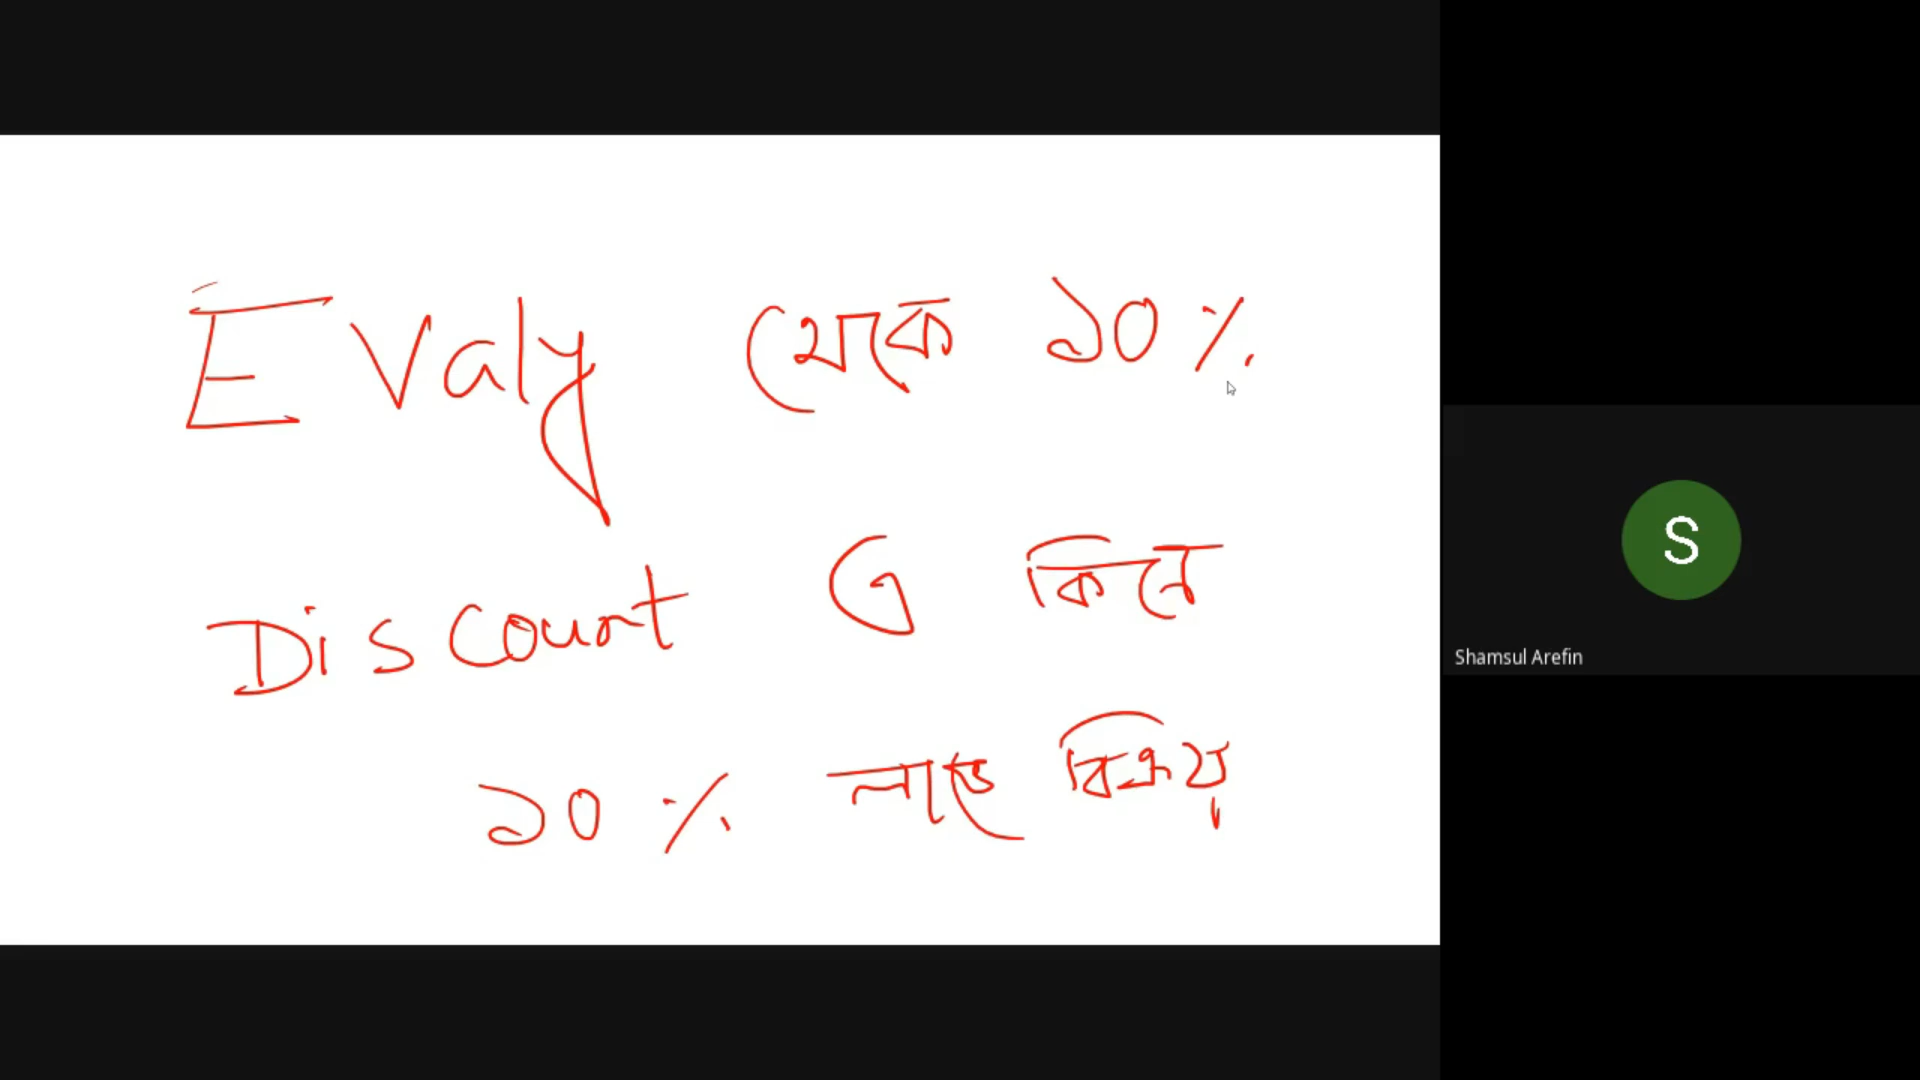 Evaly থেকে ১০%
Discount এ কিনে
১০% লাভে বিক্রয়
S
Shamsul Arefin